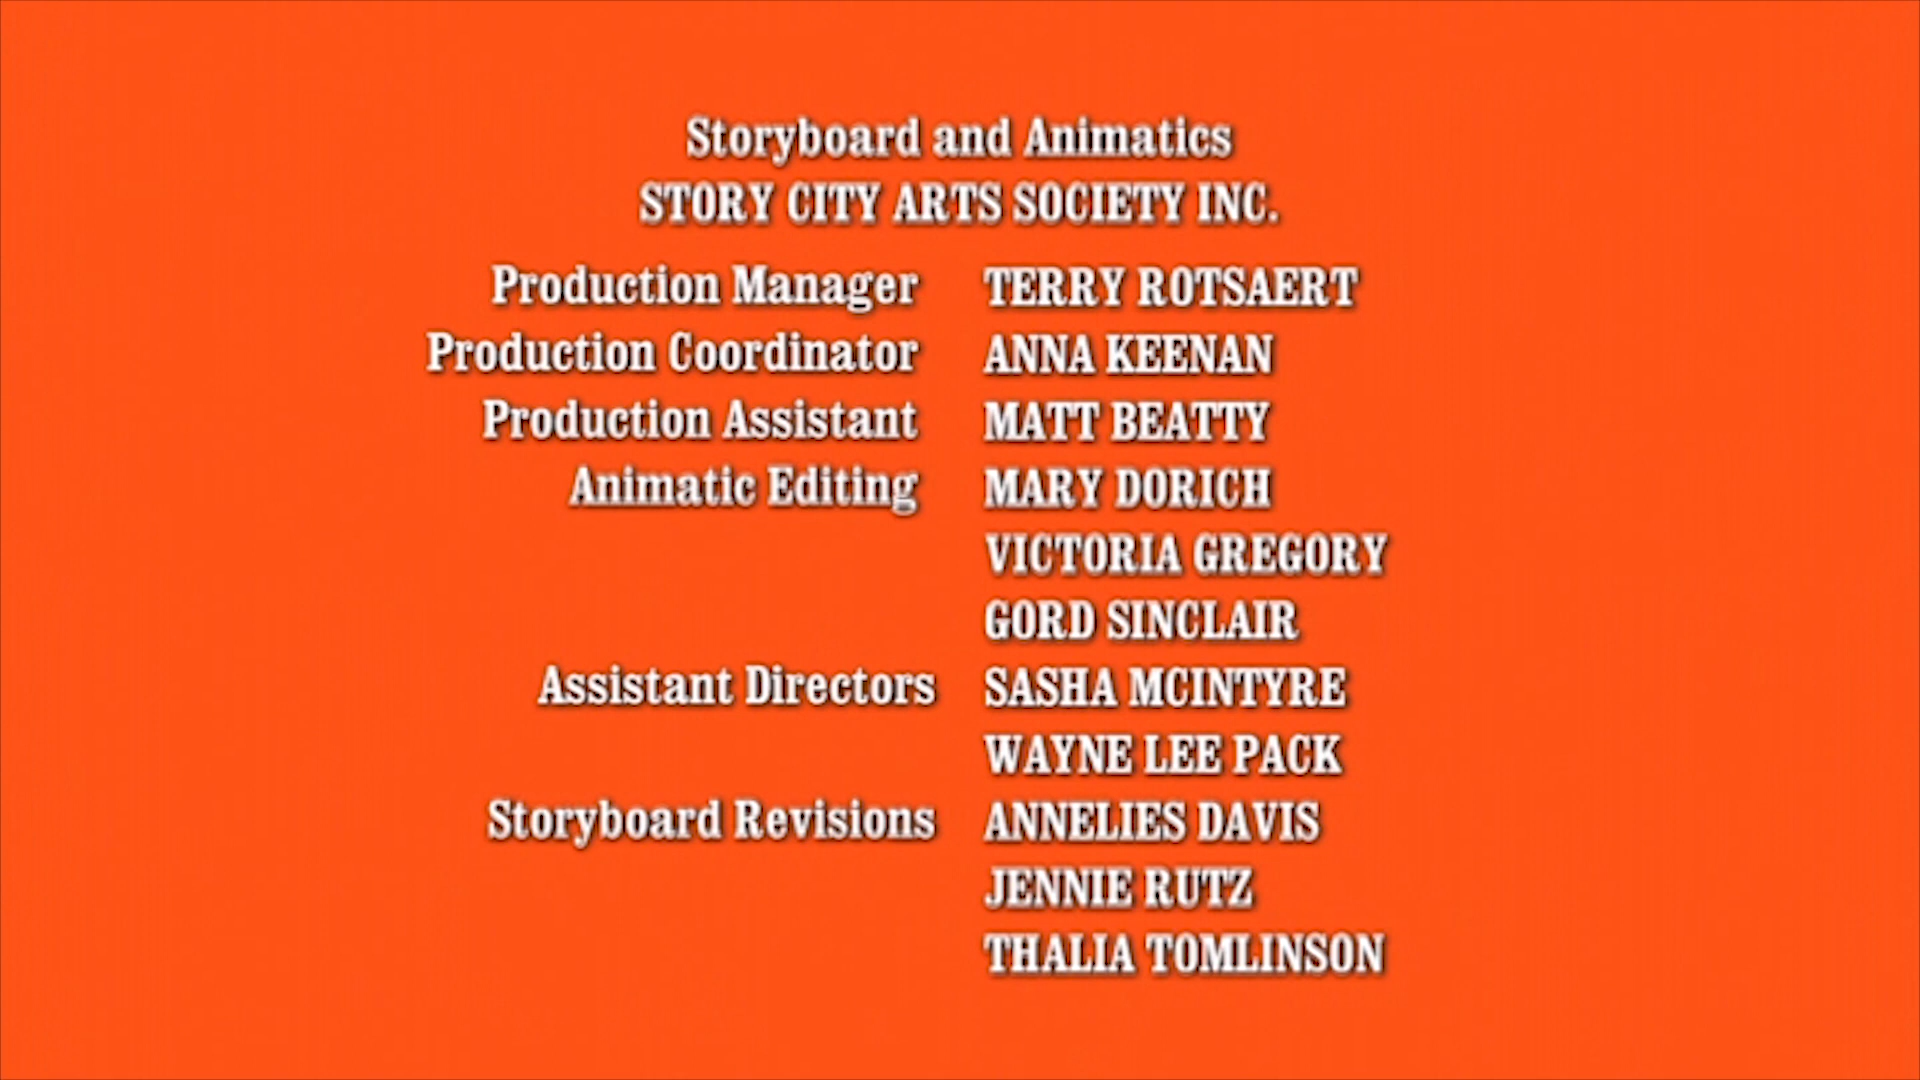 Storyboard and Animatics
STORY CITY ARTS SOCIETY INC.
Production Manager TERRY ROTSAERT
Production Coordinator ANNA KEENAN
Production Assistant MATT BEATTY
Animatic Editing MARY DORICH
VICTORIA GREGORY
GORD SINCLAIR
Assistant Directors SASHA MCINTYRE
WAYNE LEE PACK
Storyboard Revisions ANNELIES DAVIS
JENNIE RUTZ
THALIA TOMLINSON